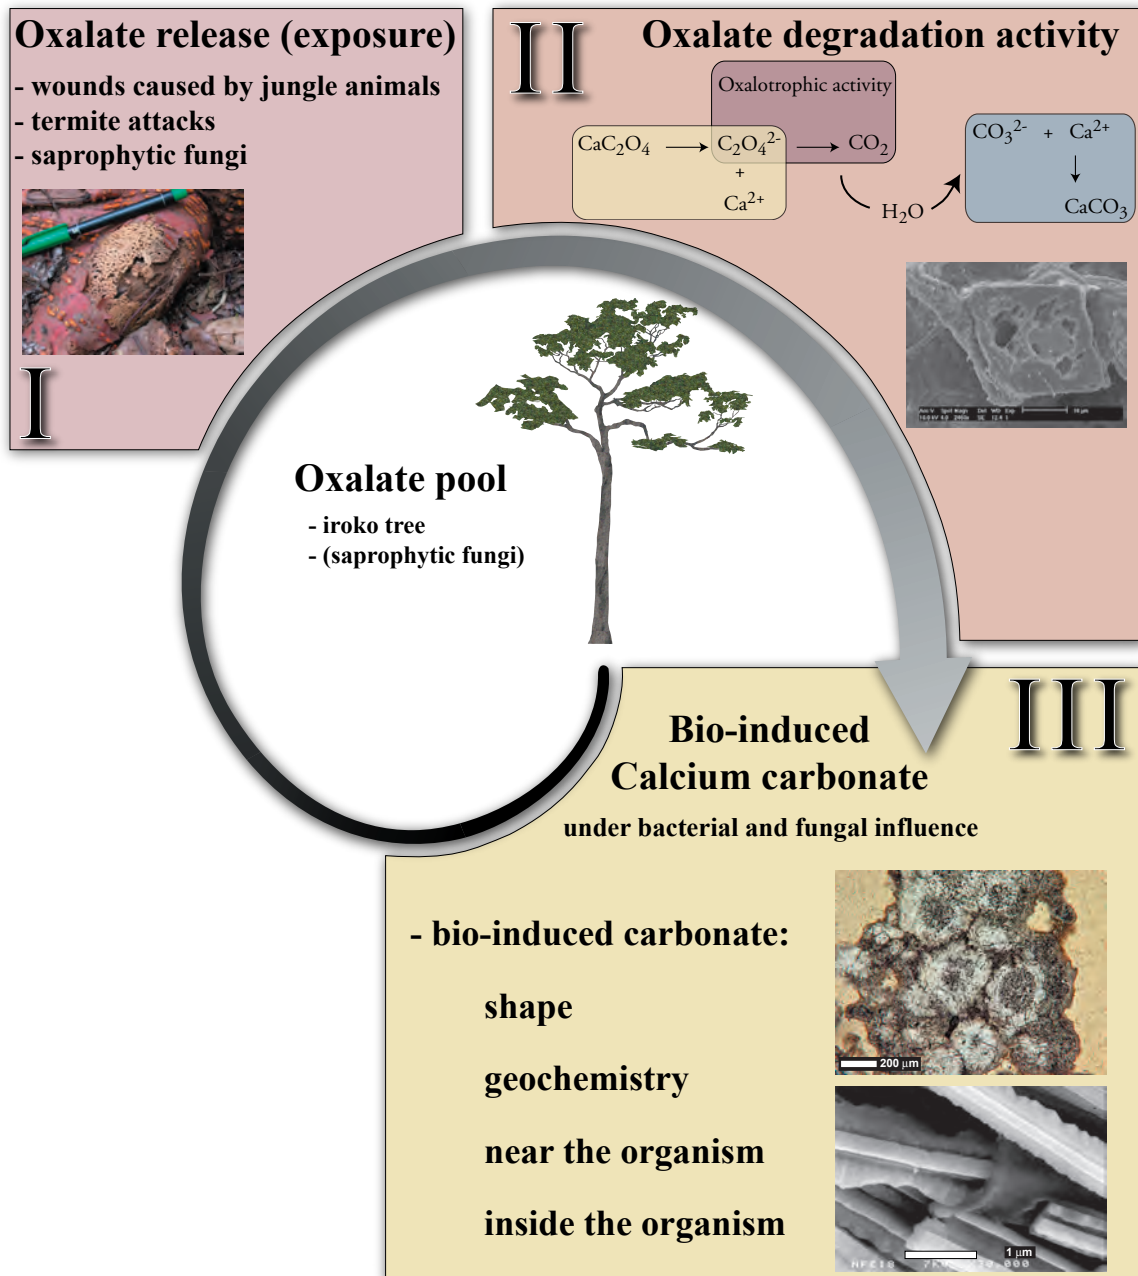 Oxalate release (exposure)
- wounds caused by jungle animals
- termite attacks
- saprophytic fungi
I
II
Oxalate degradation activity
Oxalotrophic activity
CaC₂O₄ → C₂O₄²⁻ → CO₂
+
Ca²⁺
H₂O
CO₃²⁻ + Ca²⁺
↓
CaCO₃
Oxalate pool
- iroko tree
- (saprophytic fungi)
III
Bio-induced
Calcium carbonate
under bacterial and fungal influence
- bio-induced carbonate:
shape
geochemistry
near the organism
inside the organism
200 µm
1 µm